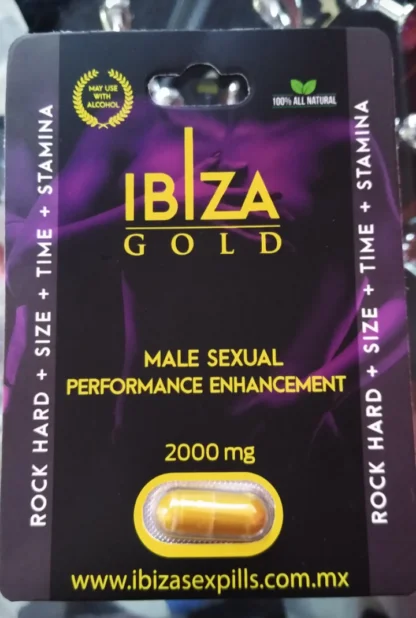 MAY USE
WITH
ALCOHOL
100% ALL NATURAL
IBIZA
GOLD
ROCK HARD + SIZE + TIME + STAMINA
ROCK HARD + SIZE + TIME + STAMINA
MALE SEXUAL
PERFORMANCE ENHANCEMENT
2000 mg
www.ibizasexpills.com.mx